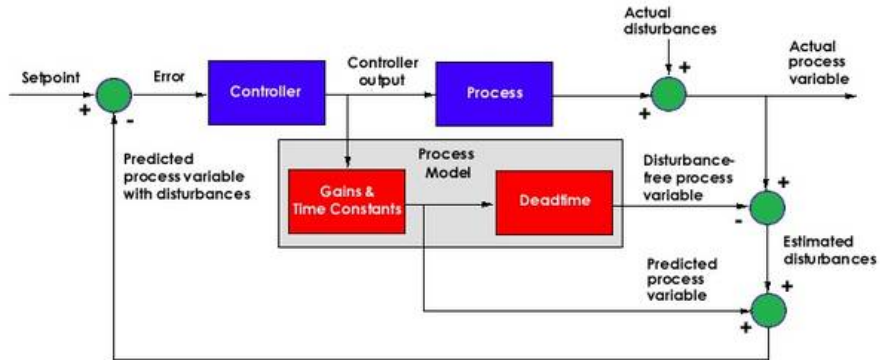 Actual
disturbances
Actual
process
variable
Setpoint
Error
Controller
Controller
output
Process
+
+
+
-
Predicted
process variable
with disturbances
Process
Model
Gains &
Time Constants
Deadtime
Disturbance-
free process
variable
+
-
Estimated
disturbances
Predicted
process
variable
+
+